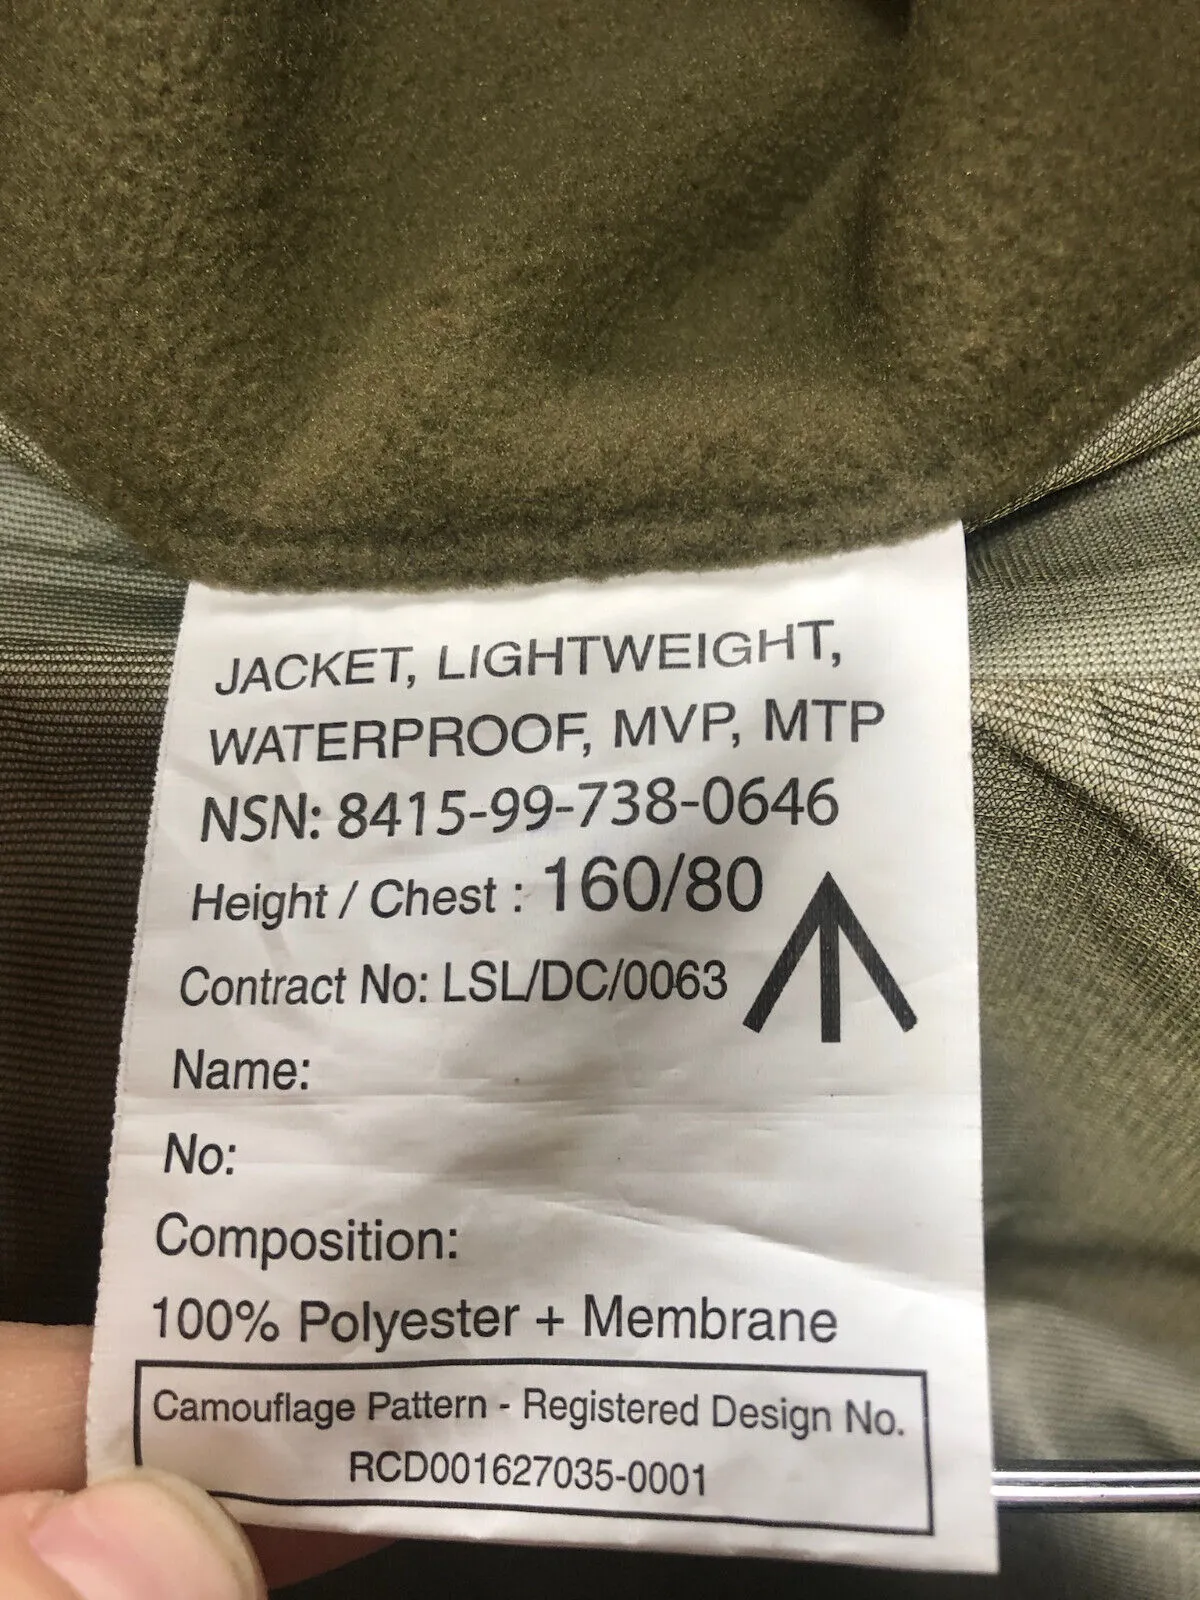 JACKET, LIGHTWEIGHT,
WATERPROOF, MVP, MTP
NSN: 8415-99-738-0646
Height / Chest : 160/80
Contract No: LSL/DC/0063
Name:
No:
Composition:
100% Polyester + Membrane
Camouflage Pattern - Registered Design No.
RCD001627035-0001